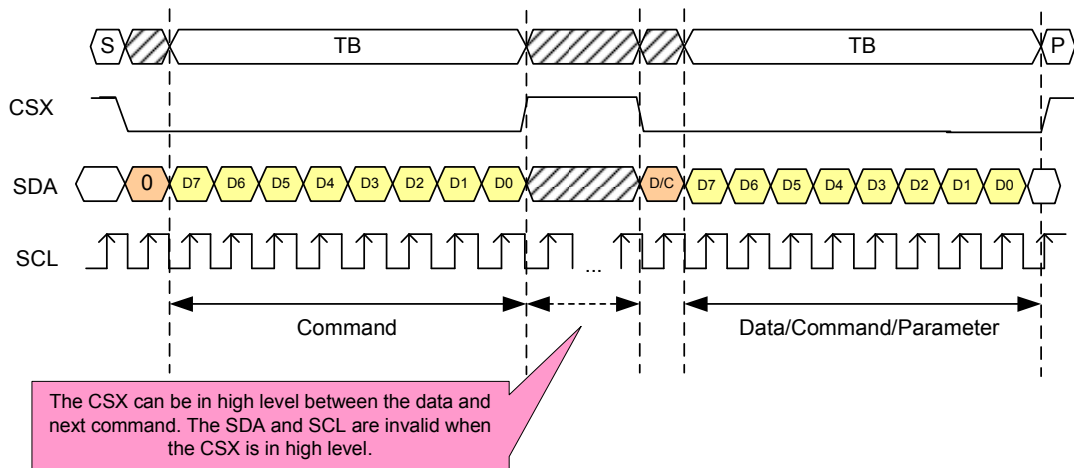 S TB TB P
CSX
SDA 0 D7 D6 D5 D4 D3 D2 D1 D0 D/C D7 D6 D5 D4 D3 D2 D1 D0
SCL ...
Command Data/Command/Parameter
The CSX can be in high level between the data and
next command. The SDA and SCL are invalid when
the CSX is in high level.